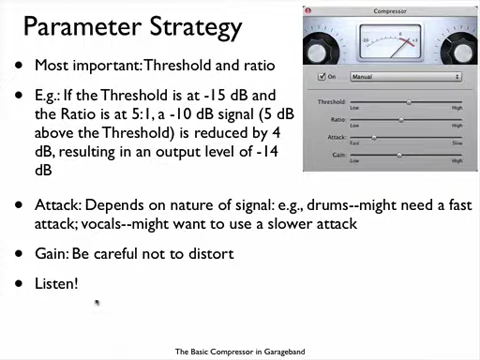 Parameter Strategy
• Most important: Threshold and ratio
• E.g.: If the Threshold is at -15 dB and
the Ratio is at 5:1, a -10 dB signal (5 dB
above the Threshold) is reduced by 4
dB, resulting in an output level of -14
dB
• Attack: Depends on nature of signal: e.g., drums--might need a fast
attack; vocals--might want to use a slower attack
• Gain: Be careful not to distort
• Listen!
Compressor
On
Manual
Threshold:
Low High
Ratio:
Low High
Attack:
Fast Slow
Gain:
Low High
The Basic Compressor in Garageband